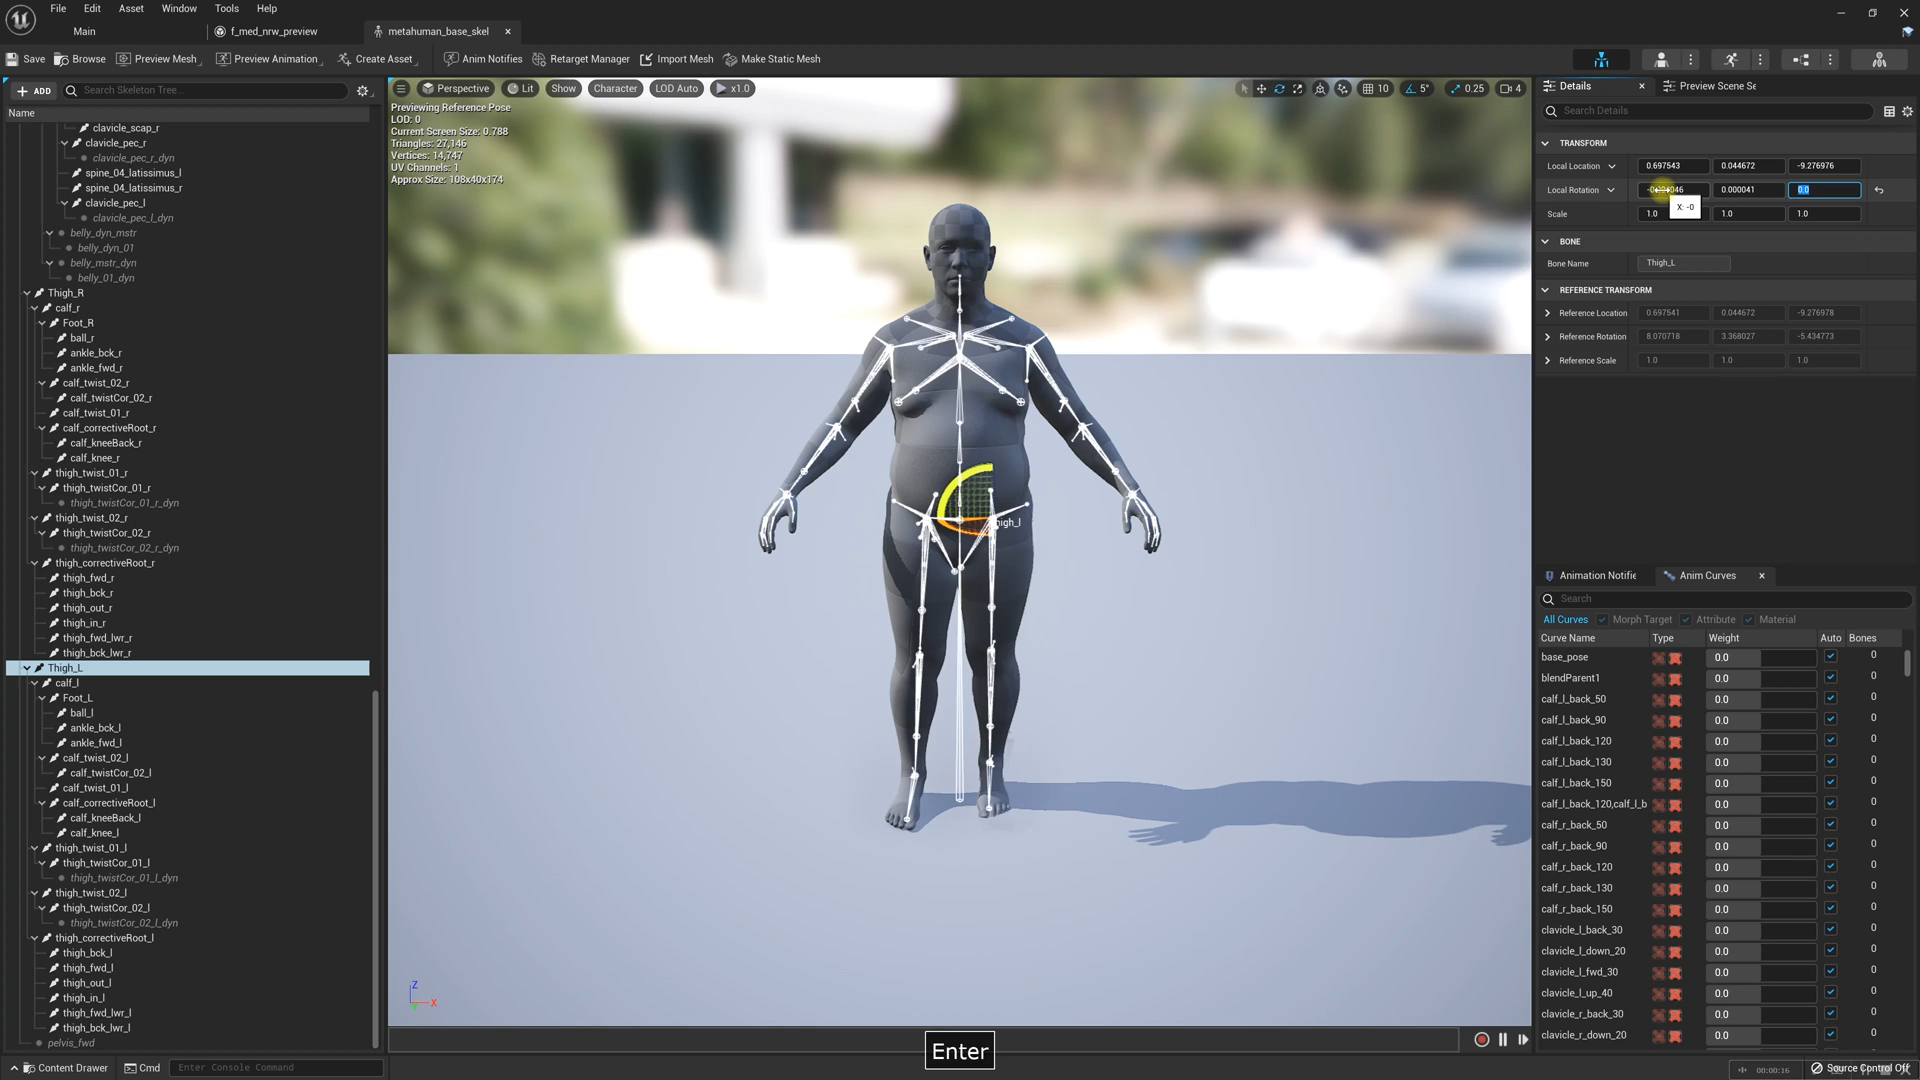 File Edit Asset Window Tools Help
Main f_med_nrw_preview metahuman_base_skel
Save Browse Preview Mesh Preview Animation Create Asset Anim Notifies Retarget Manager Import Mesh Make Static Mesh
ADD Search Skeleton Tree...
Name
clavicle_scap_r
clavicle_pec_r
clavicle_pec_r_dyn
spine_04_latissimus_l
spine_04_latissimus_r
clavicle_pec_l
clavicle_pec_l_dyn
belly_dyn_mstr
belly_dyn_01
belly_mstr_dyn
belly_01_dyn
Thigh_R
calf_r
Foot_R
ball_r
ankle_bck_r
ankle_fwd_r
calf_twist_02_r
calf_twistCor_02_r
calf_twist_01_r
calf_correctiveRoot_r
calf_kneeBack_r
calf_knee_r
thigh_twist_01_r
thigh_twistCor_01_r
thigh_twistCor_01_r_dyn
thigh_twist_02_r
thigh_twistCor_02_r
thigh_twistCor_02_r_dyn
thigh_correctiveRoot_r
thigh_fwd_r
thigh_bck_r
thigh_out_r
thigh_in_r
thigh_fwd_lwr_r
thigh_bck_lwr_r
Thigh_L
calf_l
Foot_L
ball_l
ankle_bck_l
ankle_fwd_l
calf_twist_02_l
calf_twistCor_02_l
calf_twist_01_l
calf_correctiveRoot_l
calf_kneeBack_l
calf_knee_l
thigh_twist_01_l
thigh_twistCor_01_l
thigh_twistCor_01_l_dyn
thigh_twist_02_l
thigh_twistCor_02_l
thigh_twistCor_02_l_dyn
thigh_correctiveRoot_l
thigh_bck_l
thigh_fwd_l
thigh_out_l
thigh_in_l
thigh_fwd_lwr_l
thigh_bck_lwr_l
pelvis_fwd
Content Drawer Cmd Enter Console Command
Perspective Lit Show Character LOD Auto x1.0 10 5° 0.25 4
Previewing Reference Pose
LOD: 0
Current Screen Size: 0.788
Triangles: 27,146
Vertices: 14,747
UV Channels: 1
Approx Size: 108x40x174
thigh_l
Z
X
Enter
Details Preview Scene Se
Search Details
TRANSFORM
Local Location 0.697543 0.044672 -9.276976
Local Rotation 0.000041 0.0
X: -0
Scale 1.0 1.0 1.0
BONE
Bone Name Thigh_L
REFERENCE TRANSFORM
Reference Location 0.697541 0.044672 -9.276978
Reference Rotation 8.070718 3.368027 -5.434773
Reference Scale 1.0 1.0 1.0
Animation Notifie Anim Curves
Search
All Curves Morph Target Attribute Material
Curve Name Type Weight Auto Bones
base_pose 0.0 0
blendParent1 0.0 0
calf_l_back_50 0.0 0
calf_l_back_90 0.0 0
calf_l_back_120 0.0 0
calf_l_back_130 0.0 0
calf_l_back_150 0.0 0
calf_l_back_120,calf_l_b 0.0 0
calf_r_back_50 0.0 0
calf_r_back_90 0.0 0
calf_r_back_120 0.0 0
calf_r_back_130 0.0 0
calf_r_back_150 0.0 0
clavicle_l_back_30 0.0 0
clavicle_l_down_20 0.0 0
clavicle_l_fwd_30 0.0 0
clavicle_l_up_40 0.0 0
clavicle_r_back_30 0.0 0
clavicle_r_down_20 0.0 0
00:00:16 Source Control Off